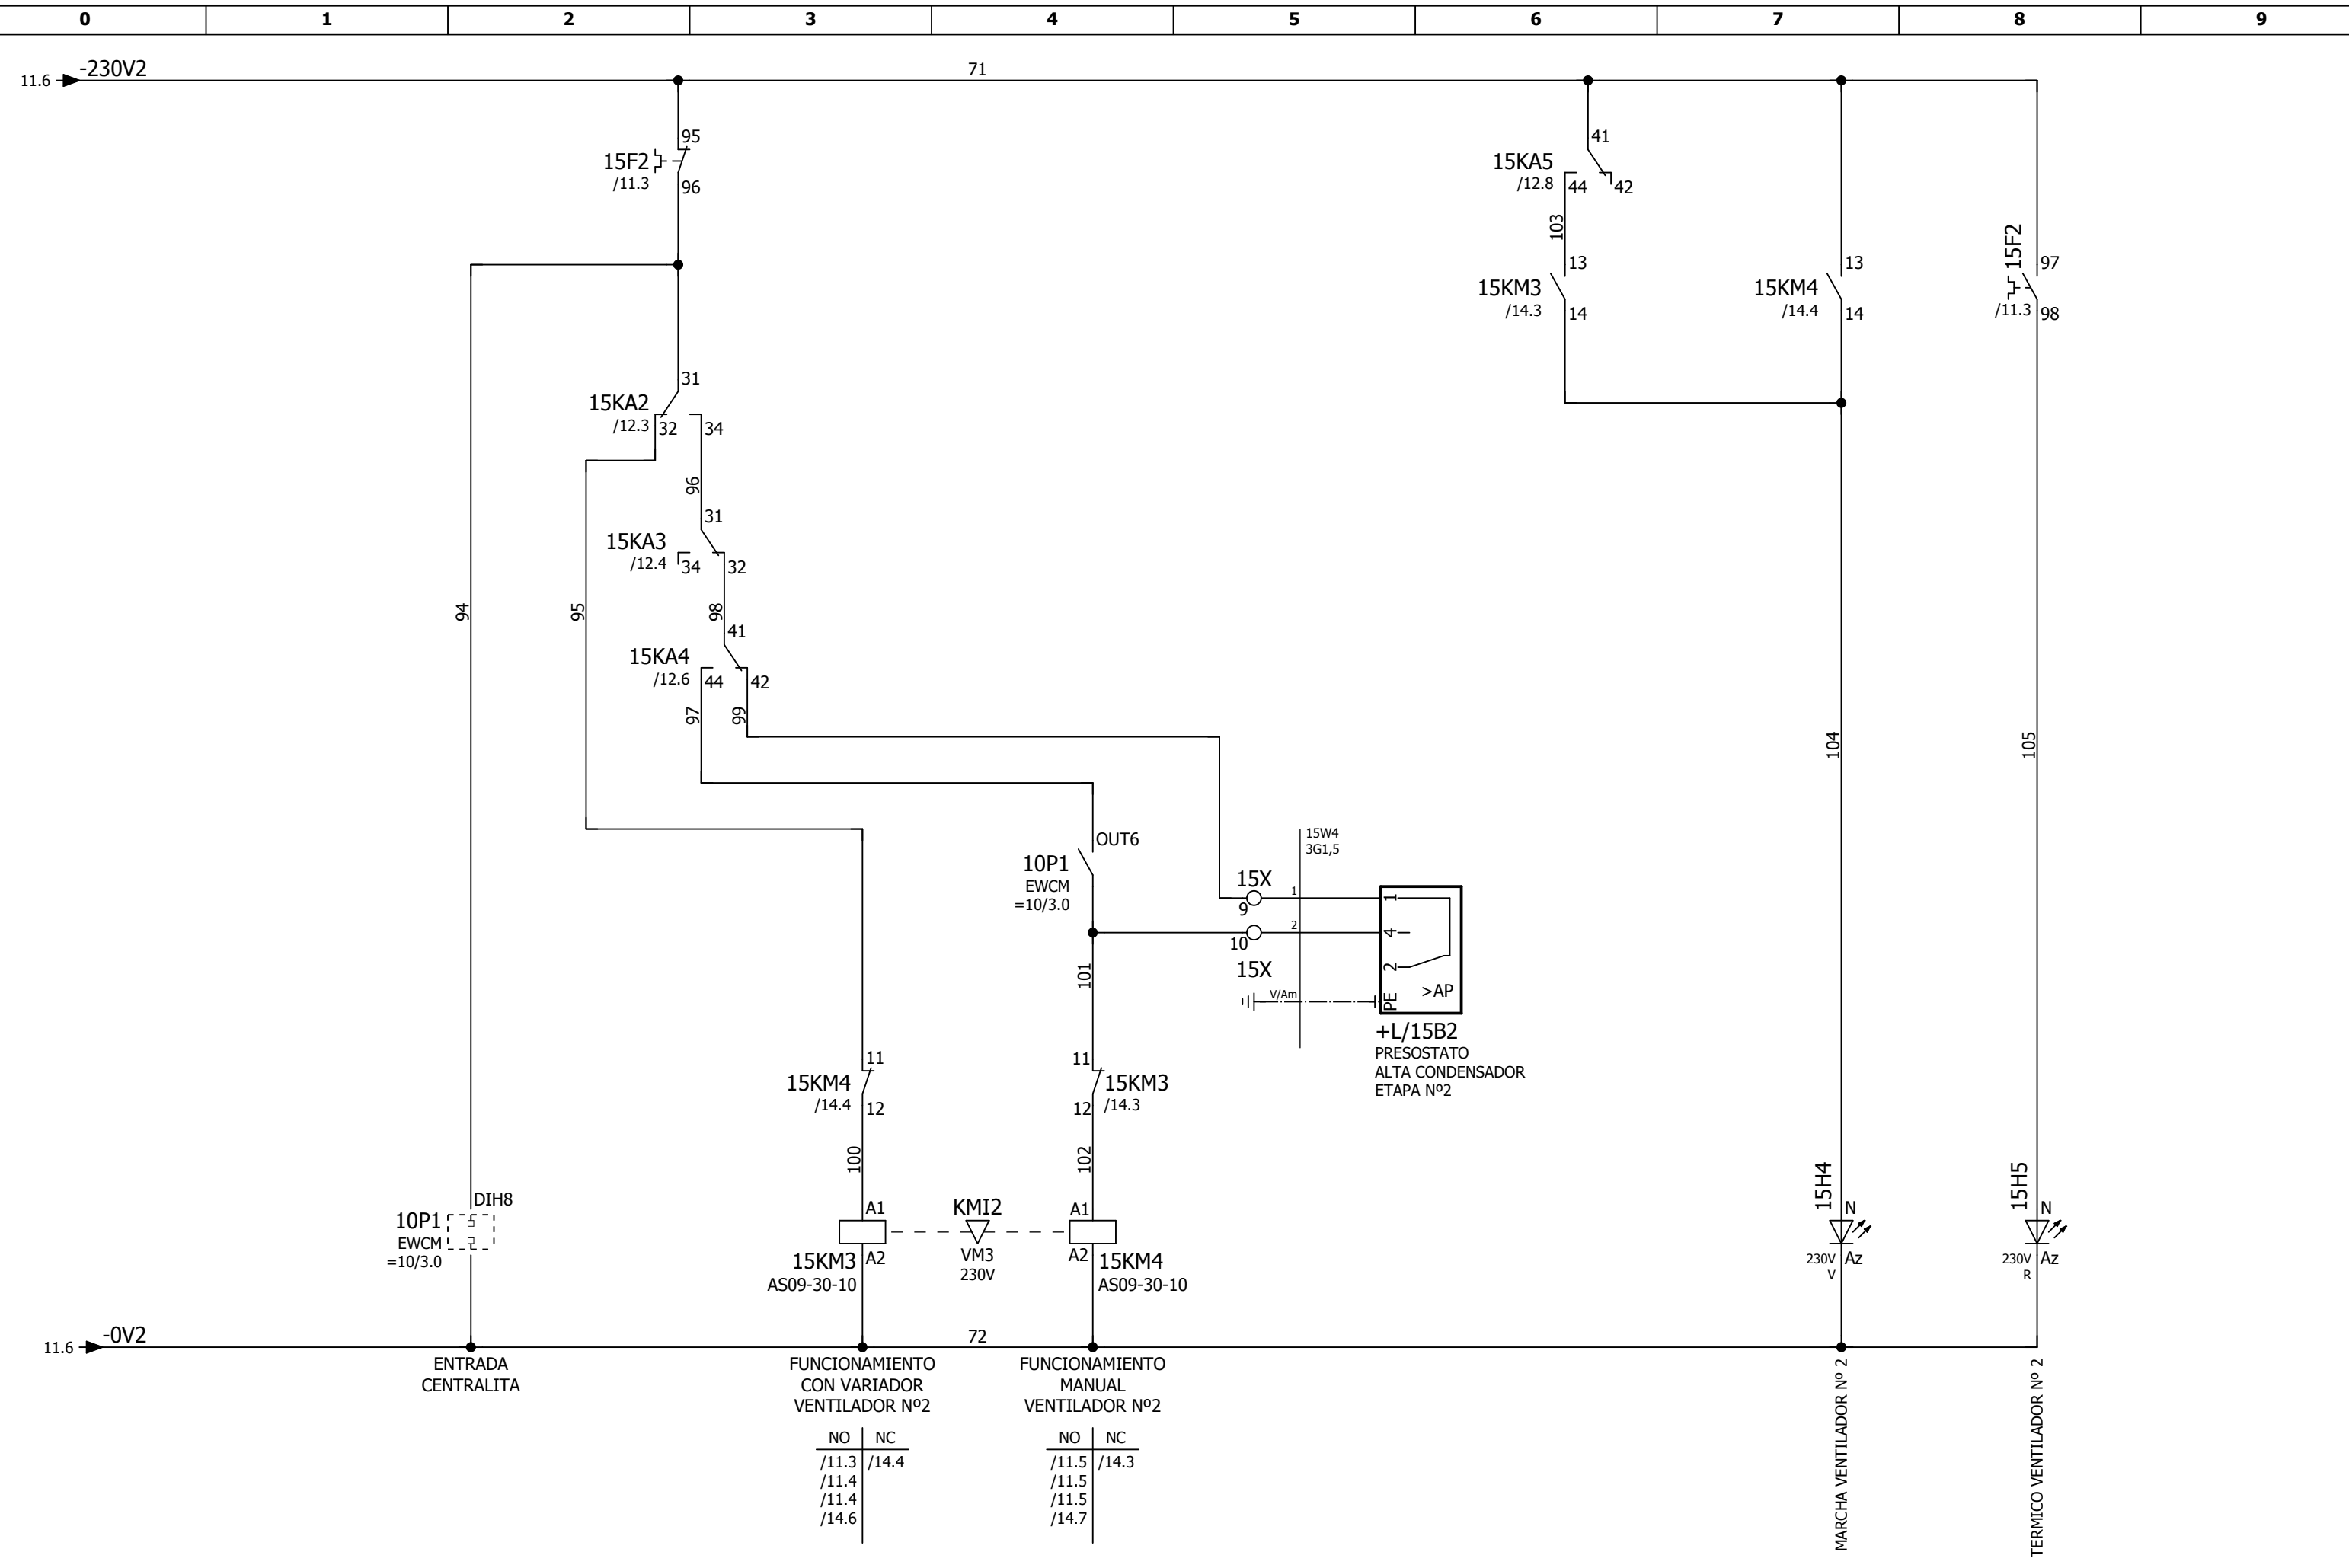 0 1 2 3 4 5 6 7 8 9
-230V2
11.6
71
95
15F2
/11.3
96
41
15KA5
/12.8
44
42
103
13
15KM3
/14.3
14
13
15KM4
/14.4
14
15F2
97
/11.3
98
31
15KA2
/12.3
32
34
96
31
15KA3
/12.4
34
32
94
95
98
41
15KA4
/12.6
44
42
97
99
104
105
OUT6
10P1
EWCM
=10/3.0
15W4
3G1,5
15X
1
9
2
10
15X
V/Am
1
4
2
PE
>AP
+L/15B2
PRESOSTATO
ALTA CONDENSADOR
ETAPA Nº2
101
11
15KM4
/14.4
12
11
15KM3
12
/14.3
100
102
DIH8
10P1
EWCM
=10/3.0
A1
15KM3
A2
AS09-30-10
KMI2
VM3
230V
A1
A2
15KM4
AS09-30-10
15H4
N
230V
Az
V
15H5
N
230V
Az
R
-0V2
11.6
72
ENTRADA
CENTRALITA
FUNCIONAMIENTO
CON VARIADOR
VENTILADOR Nº2
FUNCIONAMIENTO
MANUAL
VENTILADOR Nº2
MARCHA VENTILADOR Nº 2
TERMICO VENTILADOR Nº 2
NO NC
/11.3 /14.4
/11.4
/11.4
/14.6
NO NC
/11.5 /14.3
/11.5
/11.5
/14.7